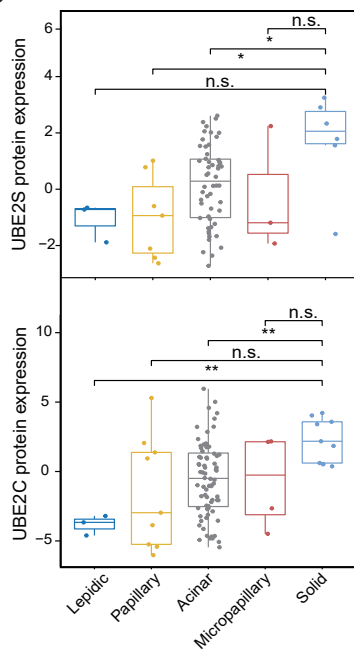 n.s.
*
*
n.s.
6
4
2
0
−2
UBE2S protein expression
n.s.
**
n.s.
**
10
5
0
−5
UBE2C protein expression
Lepidic
Papillary
Acinar
Micropapillary
Solid